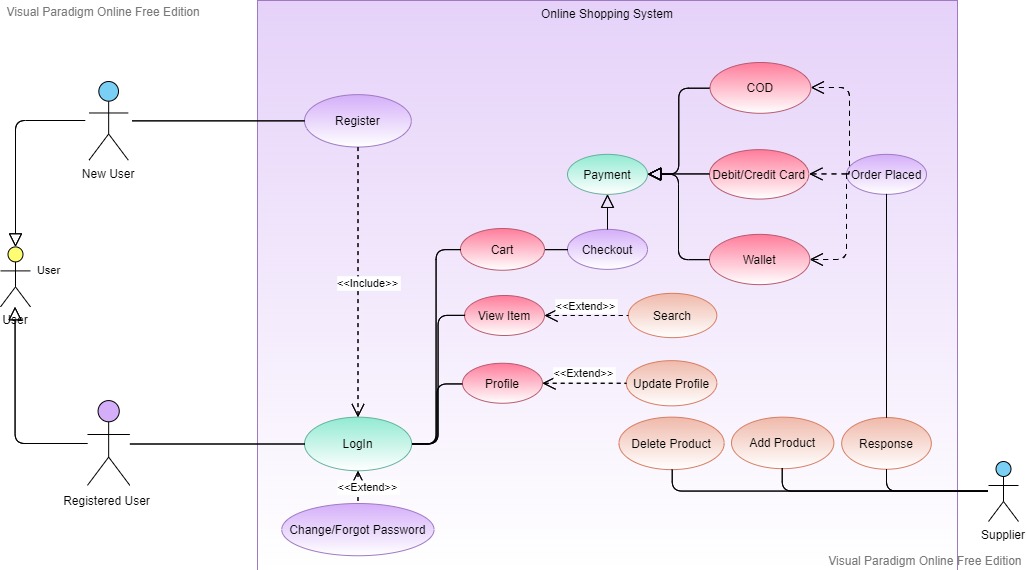 Visual Paradigm Online Free Edition
Online Shopping System
COD
Register
New User
Payment
Debit/Credit Card
Order Placed
Cart
Checkout
Wallet
User
<<Include>>
<<Extend>>
View Item
Search
User
<<Extend>>
Profile
Update Profile
LogIn
Delete Product
Add Product
Response
<<Extend>>
Registered User
Change/Forgot Password
Supplier
Visual Paradigm Online Free Edition